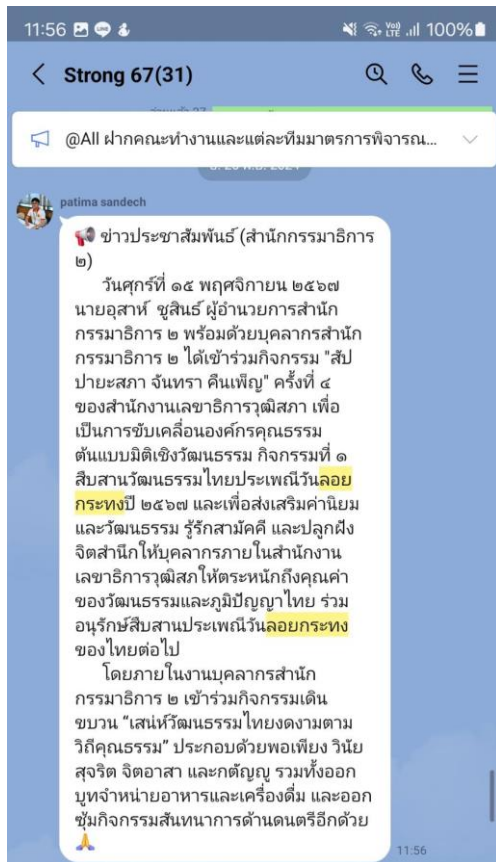 11:56 100%
Strong 67(31)
@All ฝากคณะทำงานและแต่ละทีมมาตรการพิจารณ...
patima sandech
📢 ข่าวประชาสัมพันธ์ (สำนักกรรมาธิการ
๒)
วันศุกร์ที่ ๑๕ พฤศจิกายน ๒๕๖๗
นายอุสาห์ ชูสินธ์ ผู้อำนวยการสำนัก
กรรมาธิการ ๒ พร้อมด้วยบุคลากรสำนัก
กรรมาธิการ ๒ ได้เข้าร่วมกิจกรรม "สัป
ปายะสภา จันทรา คืนเพ็ญ" ครั้งที่ ๔
ของสำนักงานเลขาธิการวุฒิสภา เพื่อ
เป็นการขับเคลื่อนองค์กรคุณธรรม
ต้นแบบมิติเชิงวัฒนธรรม กิจกรรมที่ ๑
สืบสานวัฒนธรรมไทยประเพณีวันลอย
กระทงปี ๒๕๖๗ และเพื่อส่งเสริมค่านิยม
และวัฒนธรรม รู้รักสามัคคี และปลูกฝัง
จิตสำนึกให้บุคลากรภายในสำนักงาน
เลขาธิการวุฒิสภให้ตระหนักถึงคุณค่า
ของวัฒนธรรมและภูมิปัญญาไทย ร่วม
อนุรักษ์สืบสานประเพณีวันลอยกระทง
ของไทยต่อไป
โดยภายในงานบุคลากรสำนัก
กรรมาธิการ ๒ เข้าร่วมกิจกรรมเดิน
ขบวน “เสน่ห์วัฒนธรรมไทยงดงามตาม
วิถีคุณธรรม” ประกอบด้วยพอเพียง วินัย
สุจริต จิตอาสา และกตัญญู รวมทั้งออก
บูทจำหน่ายอาหารและเครื่องดื่ม และออก
ซุ้มกิจกรรมสันทนาการด้านดนตรีอีกด้วย
🙏
11:56